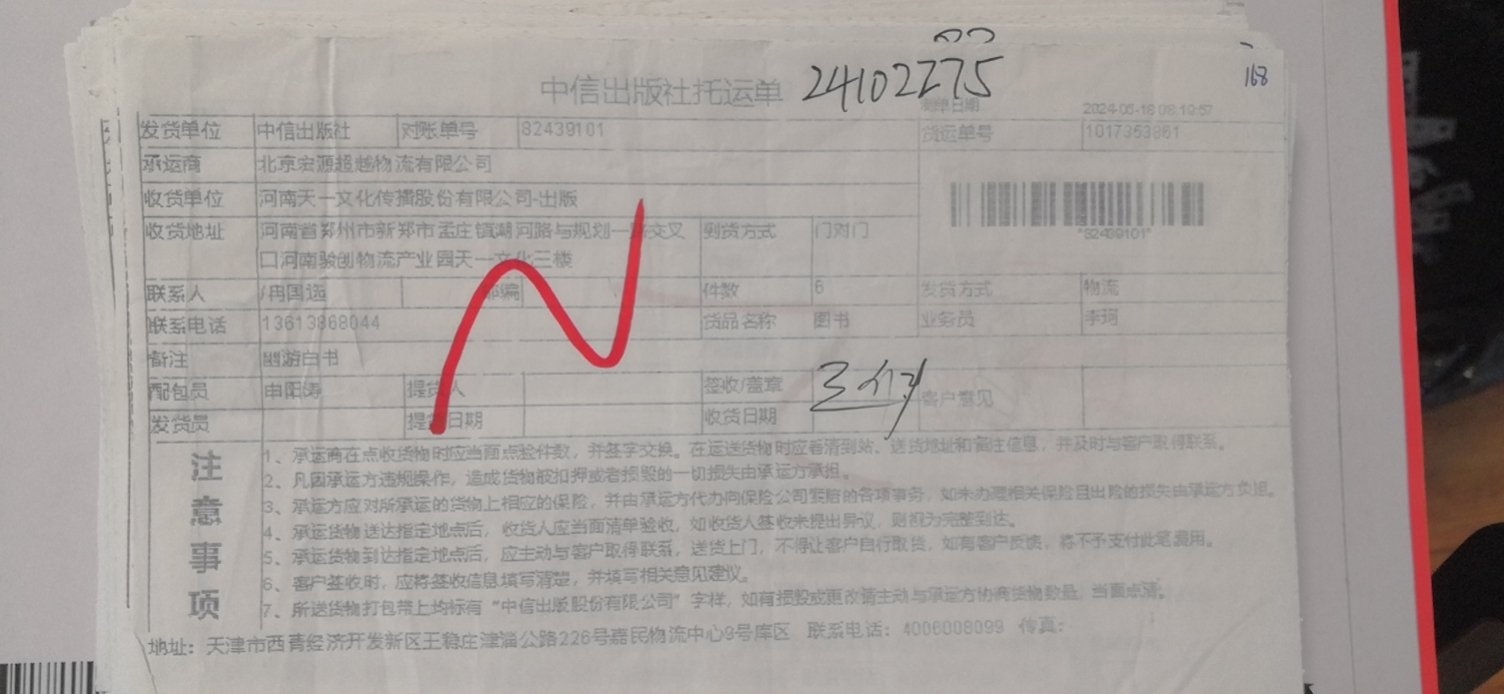 中信出版社托运单 24102275
168
制单日期 2024-05-16 08:19:57
发货单位 中信出版社 对账单号 82439101 货运单号 1017353861
承运商 北京宏源超越物流有限公司
收货单位 河南天一文化传播股份有限公司-出版
*82439101*
收货地址 河南省郑州市新郑市孟庄镇湖河路与规划一路交叉 到货方式 门对门
口河南骏创物流产业园天一文化三楼
联系人 /冉国选 邮编 件数 6 发货方式 物流
联系电话 13613868044 货品名称 图书 业务员 李珂
备注 幽游白书
配包员 申阳涛 提货人 签收/盖章 客户意见
发货员 提货日期 收货日期
注意事项
1、承运商在点收货物时应当面点验件数，并签字交换。在运送货物时应看清到站、送货地址和备注信息，并及时与客户取得联系。
2、凡因承运方违规操作，造成货物被扣押或者损毁的一切损失由承运方承担。
3、承运方应对所承运的货物上相应的保险，并由承运方代办向保险公司索赔的各项事务，如未办理相关保险且出险的损失由承运方负担。
4、承运货物送达指定地点后，收货人应当面清单验收，如收货人签收未提出异议，则视为完整到达。
5、承运货物到达指定地点后，应主动与客户取得联系，送货上门，不得让客户自行取货，如有客户反馈，将不予支付此笔费用。
6、客户签收时，应将签收信息填写清楚，并填写相关意见建议。
7、所送货物打包带上均标有“中信出版股份有限公司”字样，如有损毁或更改请主动与承运方协商货物数量，当面点清。
地址：天津市西青经济开发新区王稳庄津淄公路226号嘉民物流中心9号库区 联系电话：4006008099 传真：